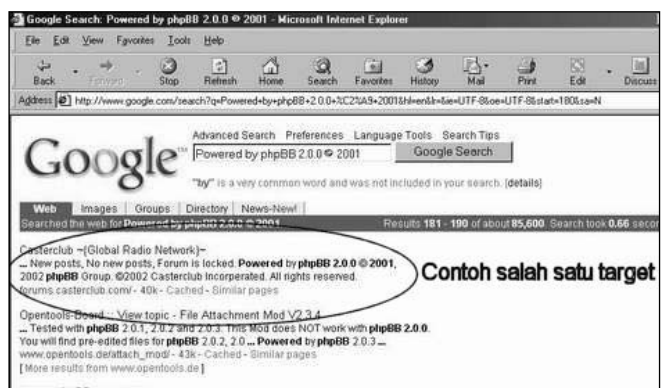 Google Search: Powered by phpBB 2.0.0 © 2001 - Microsoft Internet Explorer
File Edit View Favorites Tools Help
Back Forward Stop Refresh Home Search Favorites History Mail Print Edit Discuss
Address http://www.google.com/search?q=Powered+by+phpBB+2.0.0+%C2%A9+2001&hl=en&lr=&ie=UTF-8&oe=UTF-8&start=180&sa=N
Advanced Search Preferences Language Tools Search Tips
Google™ Powered by phpBB 2.0.0 © 2001 Google Search
"by" is a very common word and was not included in your search. [details]
Web Images Groups Directory News-New!
Searched the web for Powered by phpBB 2.0.0 © 2001. Results 181 - 190 of about 85,600. Search took 0.66 secon
Casterclub ~{Global Radio Network}~
... New posts, No new posts, Forum is locked. Powered by phpBB 2.0.0 © 2001,
2002 phpBB Group. ©2002 Casterclub Incorperated. All rights reserved.
forums.casterclub.com/ - 40k - Cached - Similar pages
Contoh salah satu target
Opentools-Board :: View topic - File Attachment Mod V2.3.4
... Tested with phpBB 2.0.1, 2.0.2 and 2.0.3. This Mod does NOT work with phpBB 2.0.0.
You will find pre-edited files for phpBB 2.0.2, 2.0 ... Powered by phpBB 2.0.3 ...
www.opentools.de/attach_mod/ - 43k - Cached - Similar pages
[ More results from www.opentools.de ]